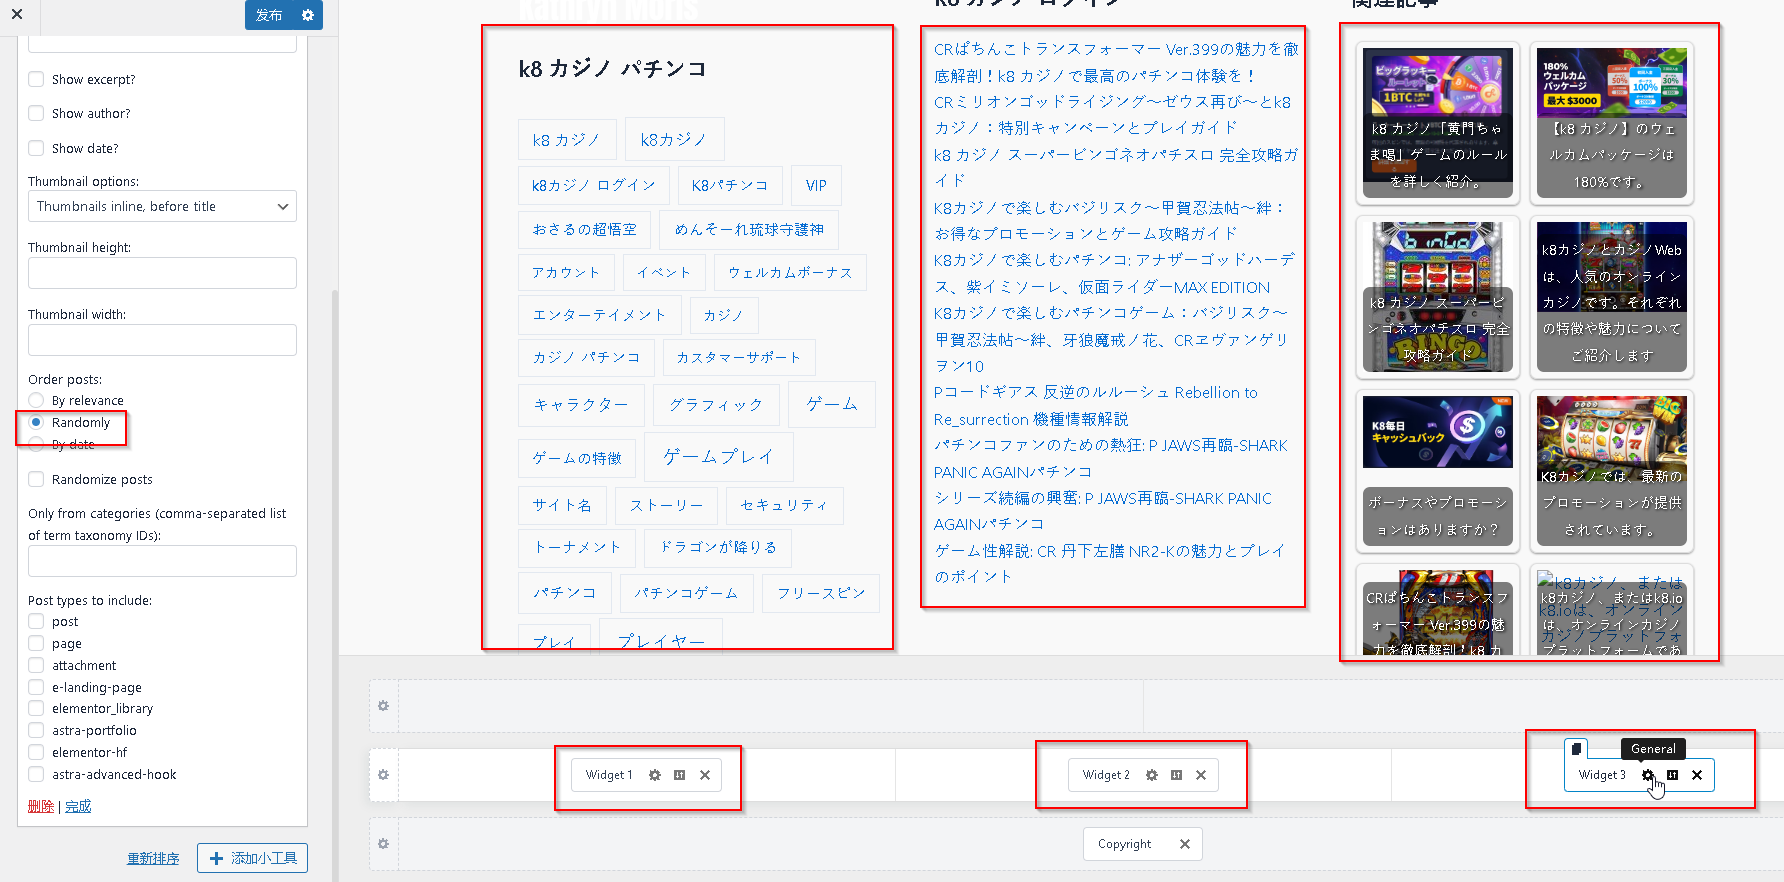 发布
Show excerpt?
Show author?
Show date?
Thumbnail options:
Thumbnails inline, before title
Thumbnail height:
Thumbnail width:
Order posts:
By relevance
Randomly
By date
Randomize posts
Only from categories (comma-separated list
of term taxonomy IDs):
Post types to include:
post
page
attachment
e-landing-page
elementor_library
astra-portfolio
elementor-hf
astra-advanced-hook
删除 | 完成
重新排序
添加小工具
k8 カジノ パチンコ
k8 カジノ
k8カジノ
k8カジノ ログイン
K8パチンコ
VIP
おさるの超悟空
めんそーれ琉球守護神
アカウント
イベント
ウェルカムボーナス
エンターテイメント
カジノ
カジノ パチンコ
カスタマーサポート
キャラクター
グラフィック
ゲーム
ゲームの特徴
ゲームプレイ
サイト名
ストーリー
セキュリティ
トーナメント
ドラゴンが降りる
パチンコ
パチンコゲーム
フリースピン
プレイ
プレイヤー
K8 カジノ ログイン
CRぱちんこトランスフォーマー Ver.399の魅力を徹
底解剖！k8 カジノで最高のパチンコ体験を！
CRミリオンゴッドライジング～ゼウス再び～とk8
カジノ：特別キャンペーンとプレイガイド
k8 カジノ スーパービンゴネオパチスロ 完全攻略ガ
イド
K8カジノで楽しむバジリスク～甲賀忍法帖～絆：
お得なプロモーションとゲーム攻略ガイド
K8カジノで楽しむパチンコ: アナザーゴッドハーデ
ス、紫イミソーレ、仮面ライダーMAX EDITION
K8カジノで楽しむパチンコゲーム：バジリスク～
甲賀忍法帖～絆、牙狼魔戒ノ花、CRヱヴァンゲリ
ヲン10
Pコードギアス 反逆のルルーシュ Rebellion to
Re_surrection 機種情報解説
パチンコファンのための熱狂: P JAWS再臨-SHARK
PANIC AGAINパチンコ
シリーズ続編の興奮: P JAWS再臨-SHARK PANIC
AGAINパチンコ
ゲーム性解説: CR 丹下左膳 NR2-Kの魅力とプレイ
のポイント
関連記事
ビッグラッキー
ルーレット
1BTC
k8 カジノ「黄門ちゃ
ま喝」ゲームのルール
を詳しく紹介。
180%
ウェルカム
パッケージ
最大 $3000
50%
100%
30%
【k8 カジノ】のウェ
ルカムパッケージは
180%です。
BINGO
k8 カジノ スーパービ
ンゴネオパチスロ 完全
攻略ガイド
k8カジノとカジノWeb
は、人気のオンライン
カジノです。それぞれ
の特徴や魅力について
ご紹介します
K8毎日
キャッシュバック
NEW
ボーナスやプロモーシ
ョンはありますか？
K8カジノでは、最新の
プロモーションが提供
されています。
CRぱちんこトランスフ
ォーマー Ver.399の魅
力を徹底解剖！k8 カ
k8カジノ、またはk8.io
は、オンラインカジノ
プラットフォームであ
General
Widget 1
Widget 2
Widget 3
Copyright